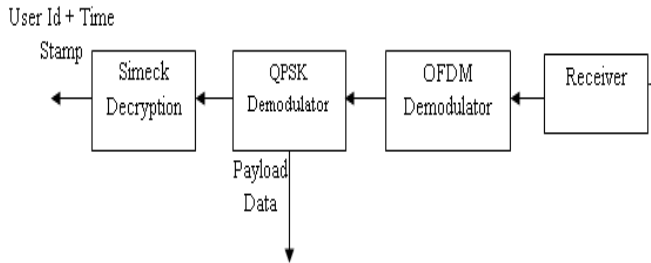 User Id + Time
Stamp
Simeck
Decryption
QPSK
Demodulator
OFDM
Demodulator
Receiver
Payload
Data